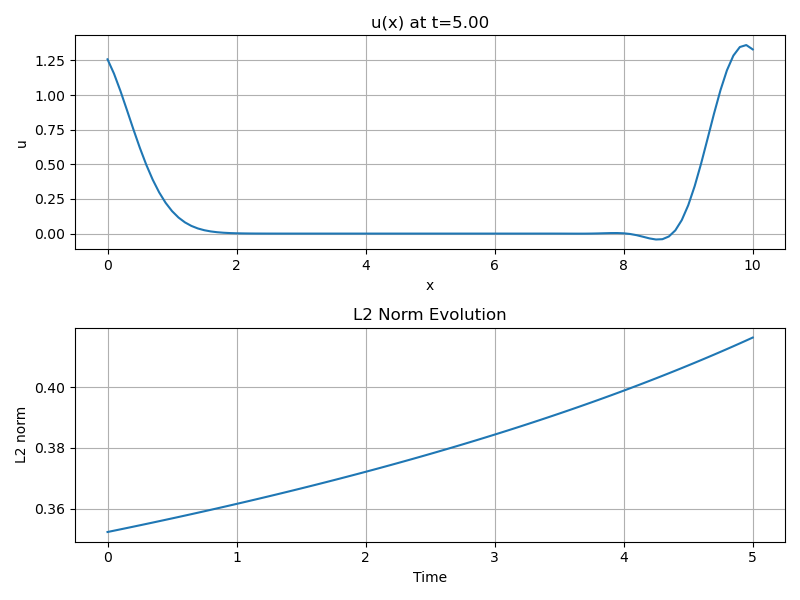 u(x) at t=5.00
1.25
1.00
0.75
0.50
0.25
0.00
u
0 2 4 6 8 10
x
L2 Norm Evolution
0.40
0.38
0.36
L2 norm
0 1 2 3 4 5
Time